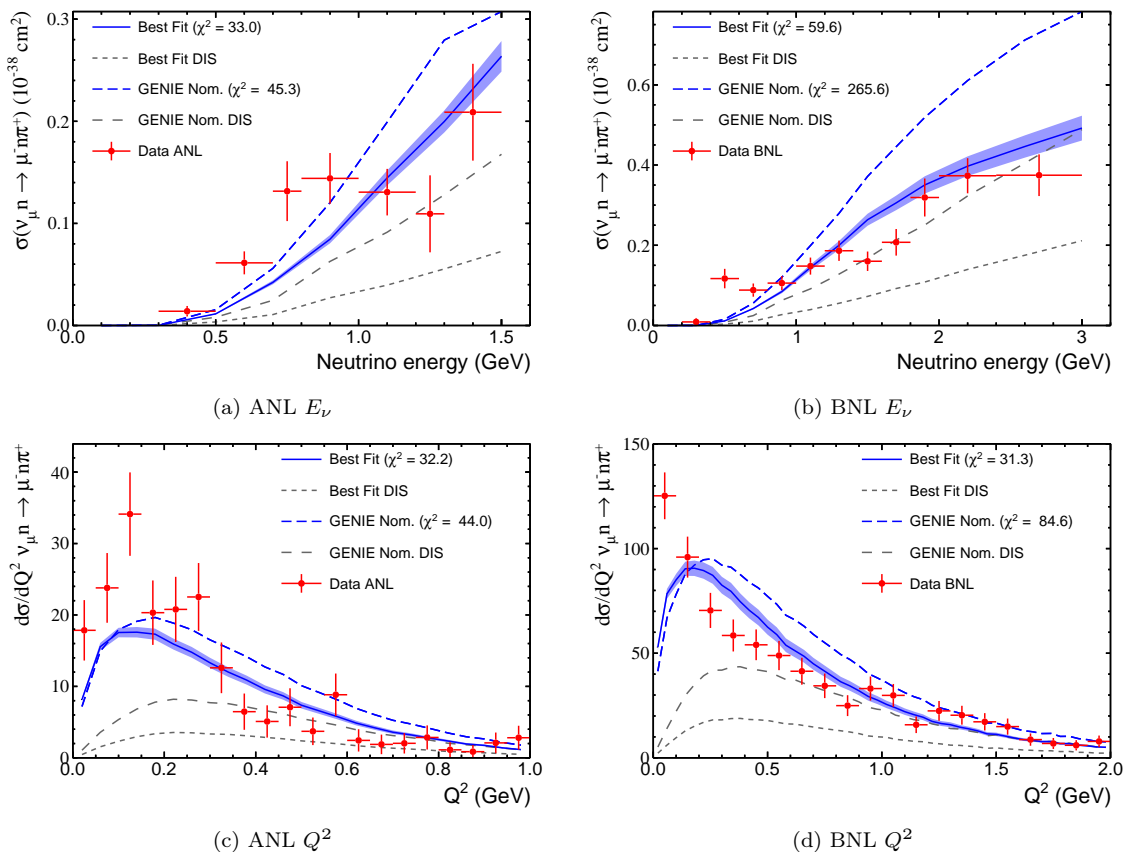 σ(ν_μ n → μ⁻nπ⁺) (10⁻³⁸ cm²)
0.3
0.2
0.1
0.0
Best Fit (χ² = 33.0)
Best Fit DIS
GENIE Nom. (χ² = 45.3)
GENIE Nom. DIS
Data ANL
0.0 0.5 1.0 1.5
Neutrino energy (GeV)
(a) ANL E_ν
σ(ν_μ n → μ⁻nπ⁺) (10⁻³⁸ cm²)
0.6
0.4
0.2
0.0
Best Fit (χ² = 59.6)
Best Fit DIS
GENIE Nom. (χ² = 265.6)
GENIE Nom. DIS
Data BNL
0 1 2 3
Neutrino energy (GeV)
(b) BNL E_ν
dσ/dQ² ν_μ n → μ⁻nπ⁺
40
30
20
10
0
Best Fit (χ² = 32.2)
Best Fit DIS
GENIE Nom. (χ² = 44.0)
GENIE Nom. DIS
Data ANL
0.0 0.2 0.4 0.6 0.8 1.0
Q² (GeV)
(c) ANL Q²
dσ/dQ² ν_μ n → μ⁻nπ⁺
150
100
50
0
Best Fit (χ² = 31.3)
Best Fit DIS
GENIE Nom. (χ² = 84.6)
GENIE Nom. DIS
Data BNL
0.0 0.5 1.0 1.5 2.0
Q² (GeV)
(d) BNL Q²